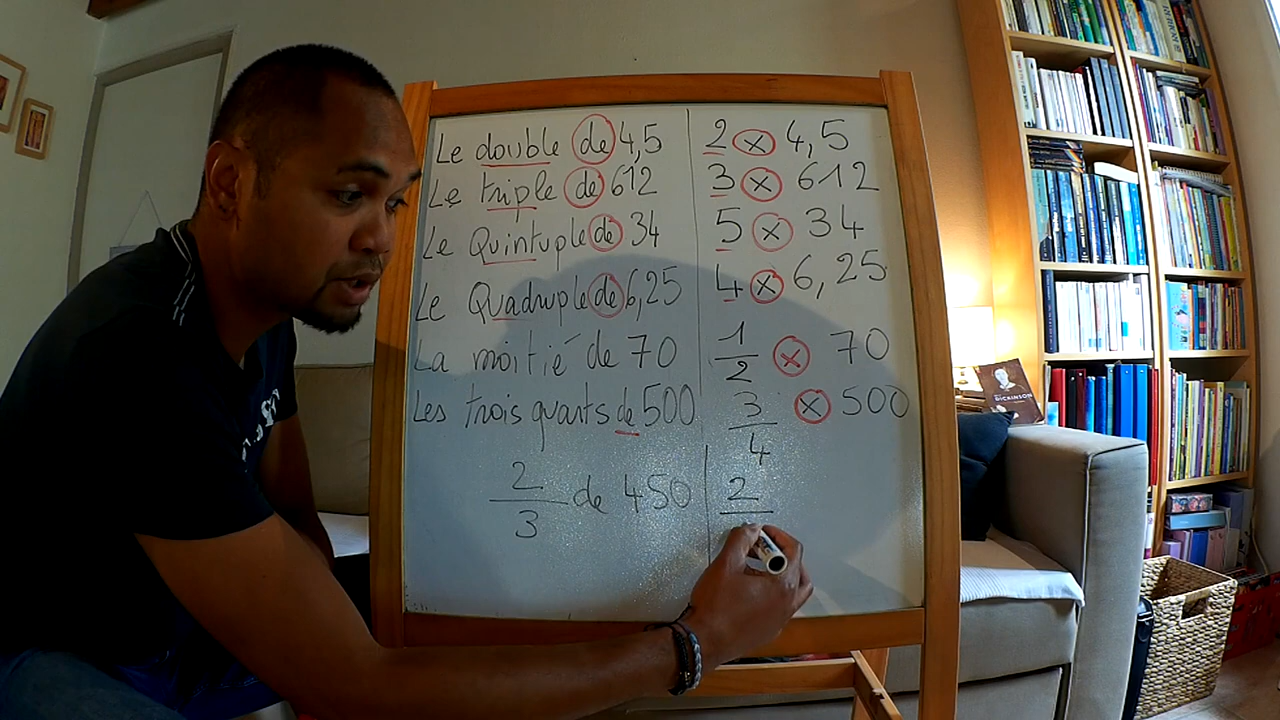 Le double de 4,5 2 × 4,5
Le triple de 612 3 × 612
Le Quintuple de 34 5 × 34
Le Quadruple de 6,25 4 × 6,25
La moitié de 70 1/2 × 70
Les trois quarts de 500 3/4 × 500
2/3 de 450 2
DICKINSON